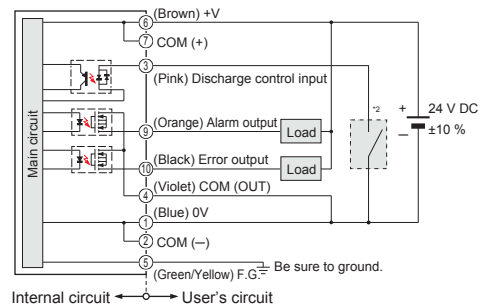 (Brown) +V
6
7 COM (+)
3
(Pink) Discharge control input
*2
+ 24 V DC
– ±10 %
Main circuit
(Orange) Alarm output
9
Load
(Black) Error output
10
Load
(Violet) COM (OUT)
4
(Blue) 0V
1
2 COM (—)
5
(Green/Yellow) F.G.
Be sure to ground.
Internal circuit
User's circuit